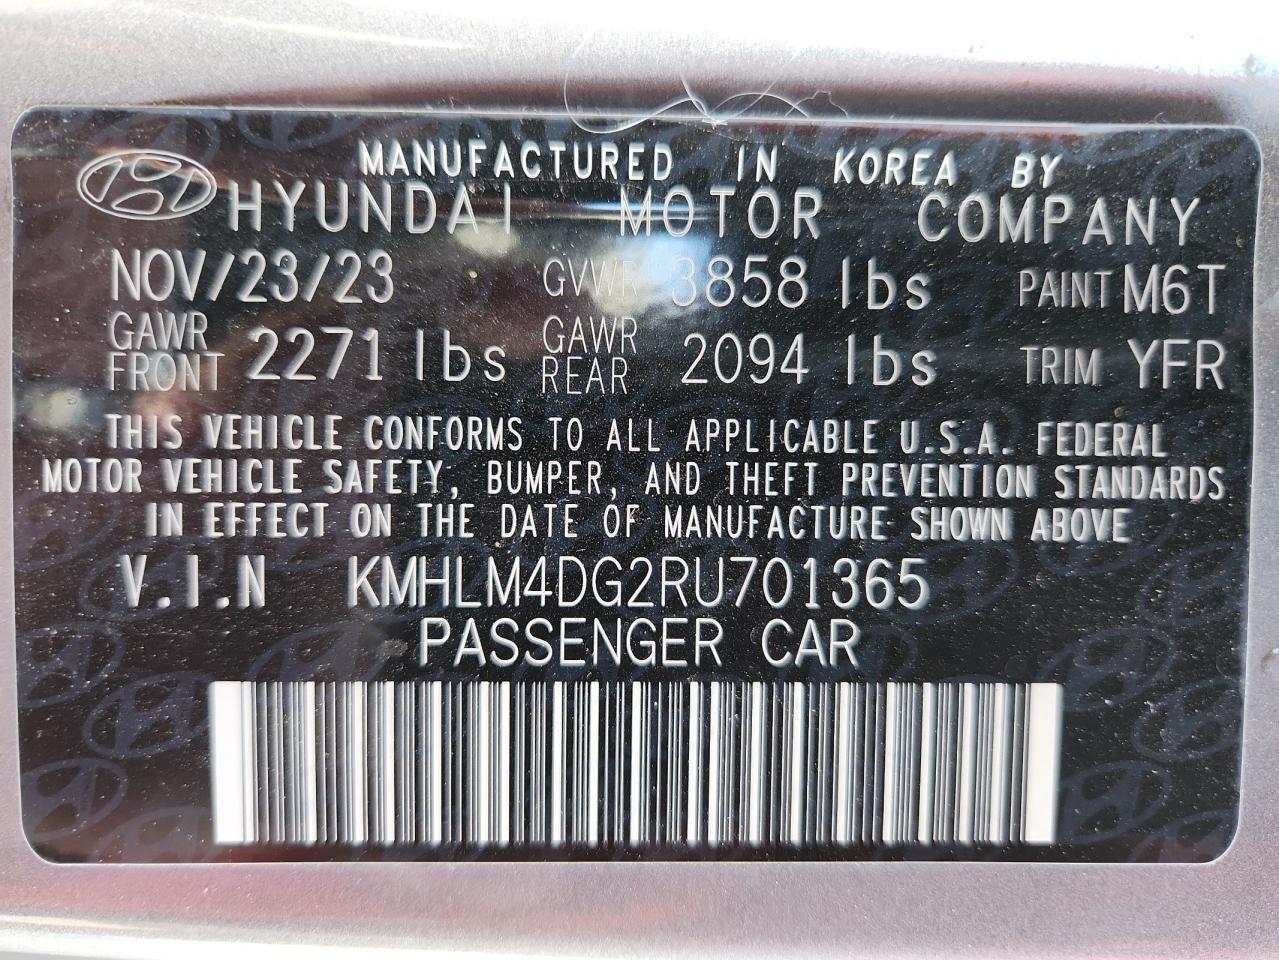 MANUFACTURED IN KOREA BY
HYUNDAI MOTOR COMPANY
NOV/23/23 GVWR 3858 lbs PAINT M6T
GAWR FRONT 2271 lbs GAWR REAR 2094 lbs TRIM YFR
THIS VEHICLE CONFORMS TO ALL APPLICABLE U.S.A. FEDERAL
MOTOR VEHICLE SAFETY, BUMPER, AND THEFT PREVENTION STANDARDS
IN EFFECT ON THE DATE OF MANUFACTURE SHOWN ABOVE
V.I.N KMHLM4DG2RU701365
PASSENGER CAR